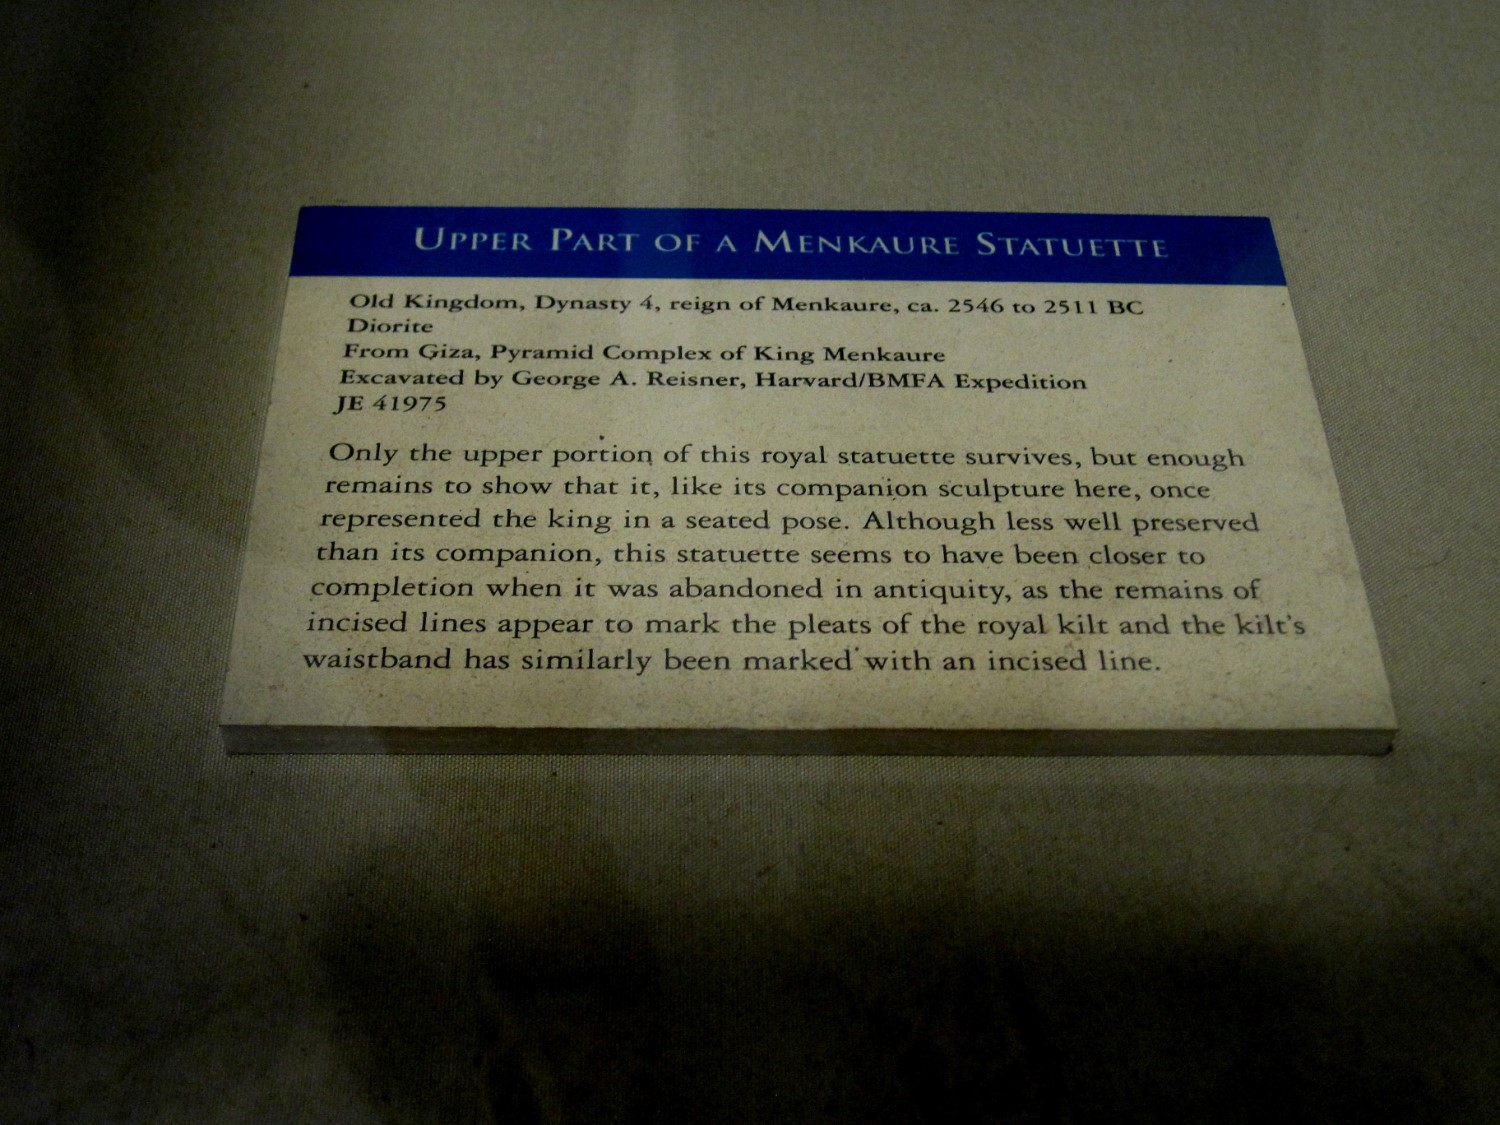 UPPER PART OF A MENKAURE STATUETTE
Old Kingdom, Dynasty 4, reign of Menkaure, ca. 2546 to 2511 BC
Diorite
From Giza, Pyramid Complex of King Menkaure
Excavated by George A. Reisner, Harvard/BMFA Expedition
JE 41975
Only the upper portion of this royal statuette survives, but enough
remains to show that it, like its companion sculpture here, once
represented the king in a seated pose. Although less well preserved
than its companion, this statuette seems to have been closer to
completion when it was abandoned in antiquity, as the remains of
incised lines appear to mark the pleats of the royal kilt and the kilt's
waistband has similarly been marked with an incised line.